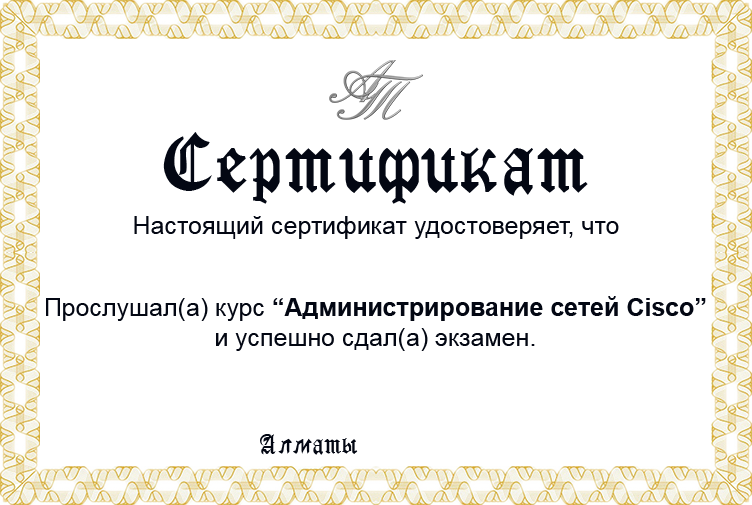 АТ
Сертификат
Настоящий сертификат удостоверяет, что
Прослушал(а) курс “Администрирование сетей Cisco”
и успешно сдал(а) экзамен.
Алматы